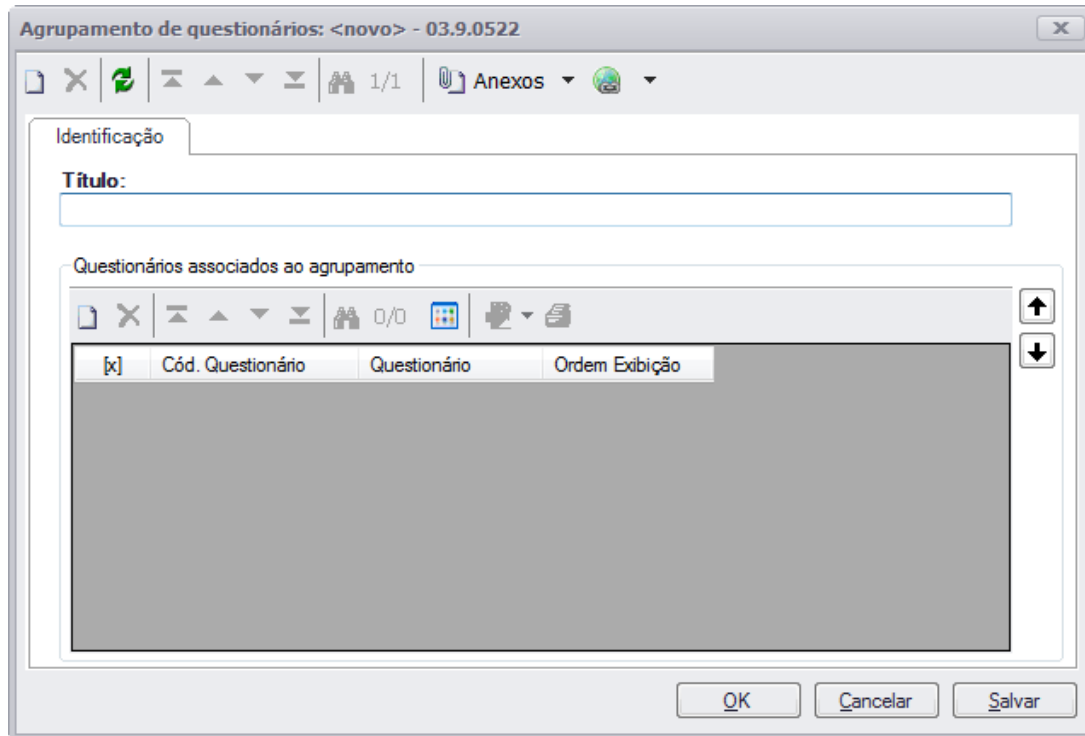 Agrupamento de questionários: <novo> - 03.9.0522
1/1 Anexos
Identificação
Título:
Questionários associados ao agrupamento
0/0
[x] Cód. Questionário Questionário Ordem Exibição
OK Cancelar Salvar